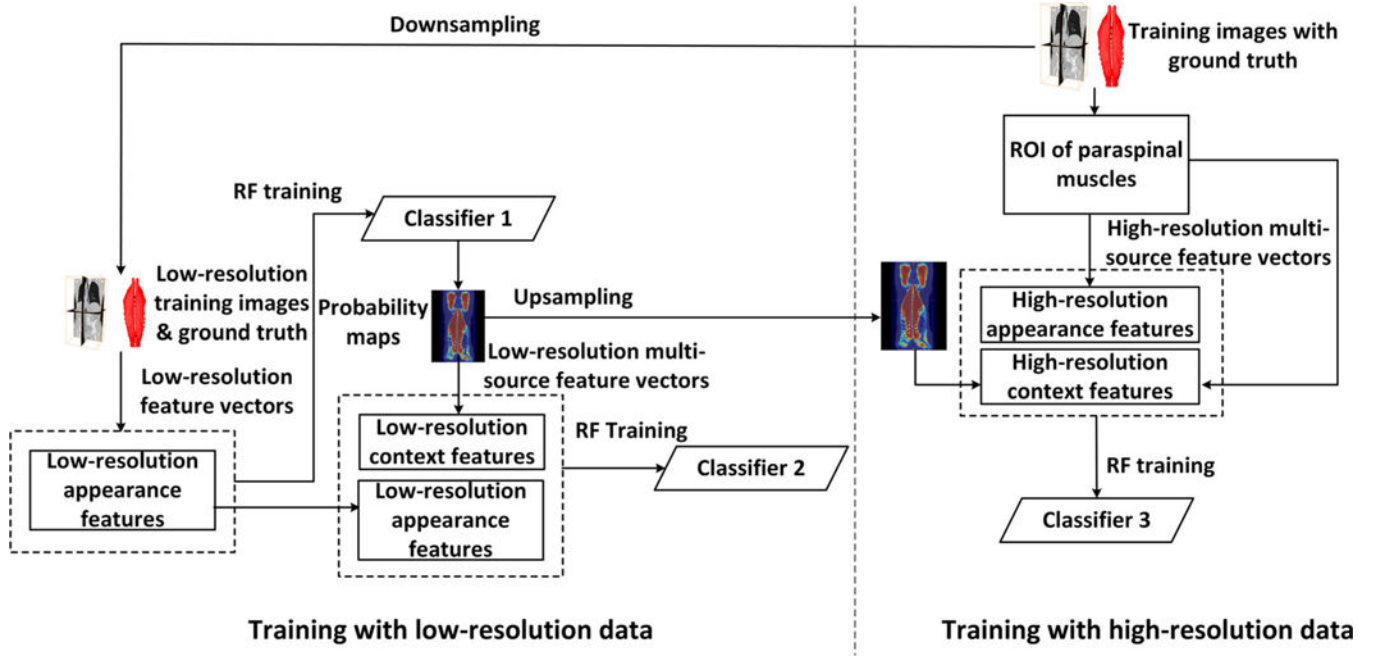 Downsampling
Training images with
ground truth
ROI of paraspinal
muscles
RF training
Classifier 1
High-resolution multi-
source feature vectors
Low-resolution
training images
& ground truth
Probability
maps
Upsampling
High-resolution
appearance features
Low-resolution multi-
source feature vectors
High-resolution
context features
Low-resolution
feature vectors
Low-resolution
context features
RF Training
Classifier 2
Low-resolution
appearance
features
Low-resolution
appearance
features
RF training
Classifier 3
Training with low-resolution data
Training with high-resolution data